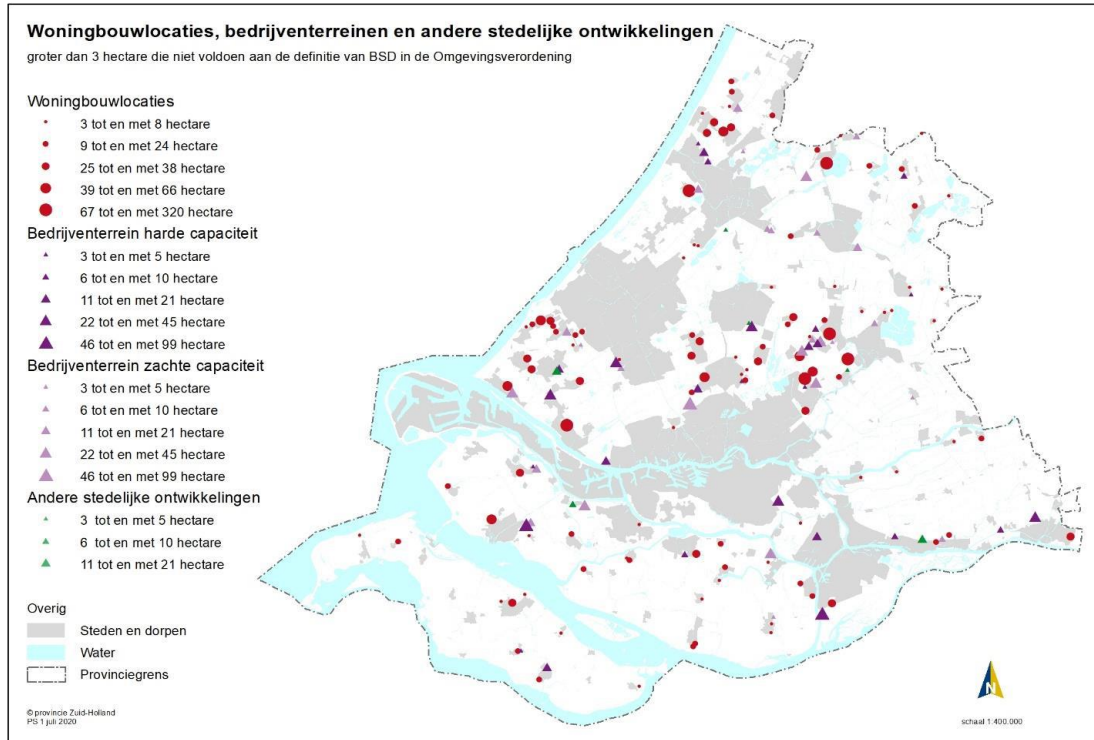 Woningbouwlocaties, bedrijventerreinen en andere stedelijke ontwikkelingen
groter dan 3 hectare die niet voldoen aan de definitie van BSD in de Omgevingsverordening
Woningbouwlocaties
3 tot en met 8 hectare
9 tot en met 24 hectare
25 tot en met 38 hectare
39 tot en met 66 hectare
67 tot en met 320 hectare
Bedrijventerrein harde capaciteit
3 tot en met 5 hectare
6 tot en met 10 hectare
11 tot en met 21 hectare
22 tot en met 45 hectare
46 tot en met 99 hectare
Bedrijventerrein zachte capaciteit
3 tot en met 5 hectare
6 tot en met 10 hectare
11 tot en met 21 hectare
22 tot en met 45 hectare
46 tot en met 99 hectare
Andere stedelijke ontwikkelingen
3 tot en met 5 hectare
6 tot en met 10 hectare
11 tot en met 21 hectare
Overig
Steden en dorpen
Water
Provinciegrens
© provincie Zuid-Holland
PS 1 juli 2020
N
schaal 1:400.000